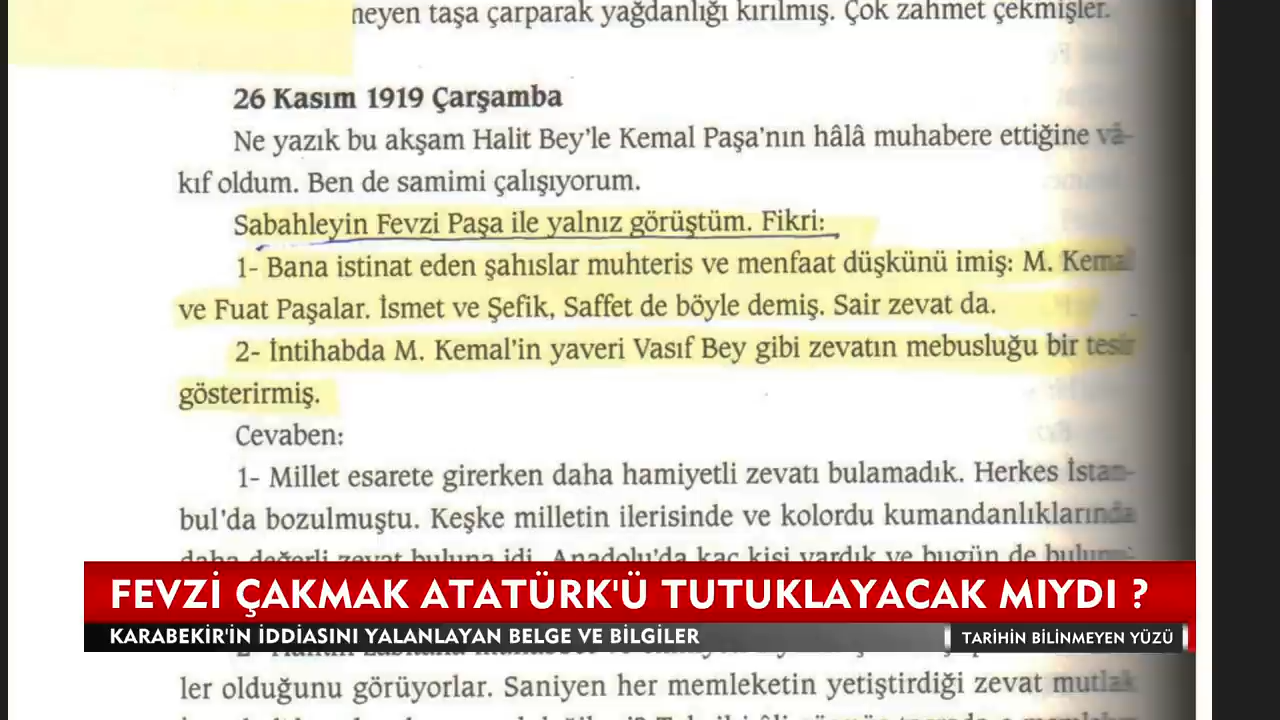 neyen taşa çarparak yağdanlığı kırılmış. Çok zahmet çekmişler.
26 Kasım 1919 Çarşamba
Ne yazık bu akşam Halit Bey'le Kemal Paşa'nın hâlâ muhabere ettiğine vâ-
kıf oldum. Ben de samimi çalışıyorum.
Sabahleyin Fevzi Paşa ile yalnız görüştüm. Fikri:
1- Bana istinat eden şahıslar muhteris ve menfaat düşkünü imiş: M. Kemal
ve Fuat Paşalar. İsmet ve Şefik, Saffet de böyle demiş. Sair zevat da.
2- İntihabda M. Kemal'in yaveri Vasıf Bey gibi zevatın mebusluğu bir tesir
gösterirmiş.
Cevaben:
1- Millet esarete girerken daha hamiyetli zevatı bulamadık. Herkes İstan-
bul'da bozulmuştu. Keşke milletin ilerisinde ve kolordu kumandanlıklarında
daha değerli zevat buluna idi. Anadolu'da kaç kişi vardık ve bugün de
FEVZİ ÇAKMAK ATATÜRK'Ü TUTUKLAYACAK MIYDI ?
KARABEKİR'İN İDDİASINI YALANLAYAN BELGE VE BİLGİLER
TARİHİN BİLİNMEYEN YÜZÜ
ler olduğunu görüyorlar. Saniyen her memleketin yetiştirdiği zevat mutlak